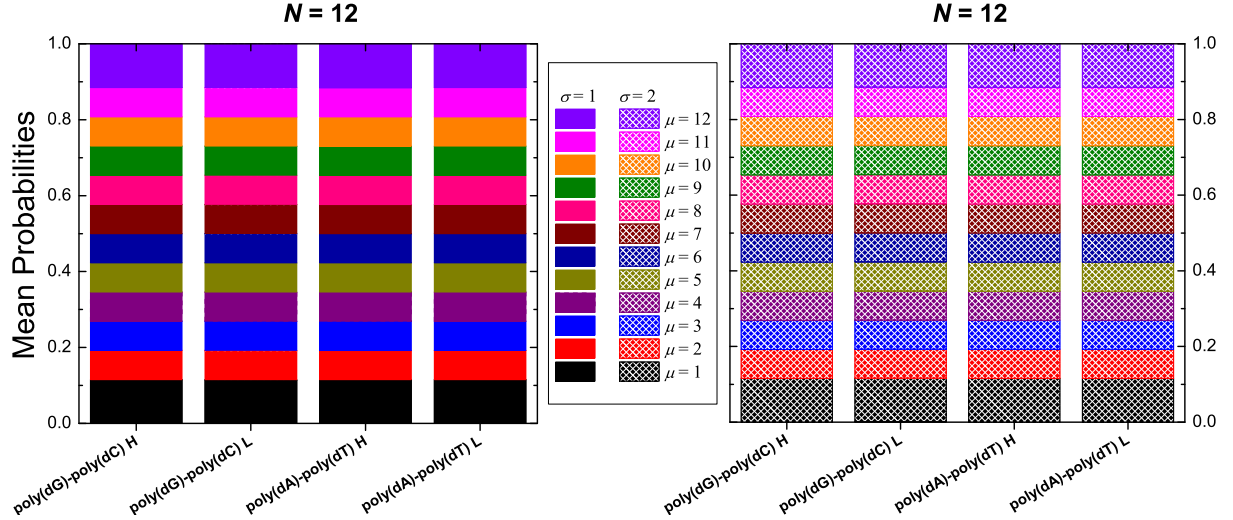 N = 12
N = 12
Mean Probabilities
1.0
0.8
0.6
0.4
0.2
0.0
poly(dG)-poly(dC) H
poly(dG)-poly(dC) L
poly(dA)-poly(dT) H
poly(dA)-poly(dT) L
σ = 1 σ = 2
μ = 12
μ = 11
μ = 10
μ = 9
μ = 8
μ = 7
μ = 6
μ = 5
μ = 4
μ = 3
μ = 2
μ = 1
1.0
0.8
0.6
0.4
0.2
0.0
poly(dG)-poly(dC) H
poly(dG)-poly(dC) L
poly(dA)-poly(dT) H
poly(dA)-poly(dT) L